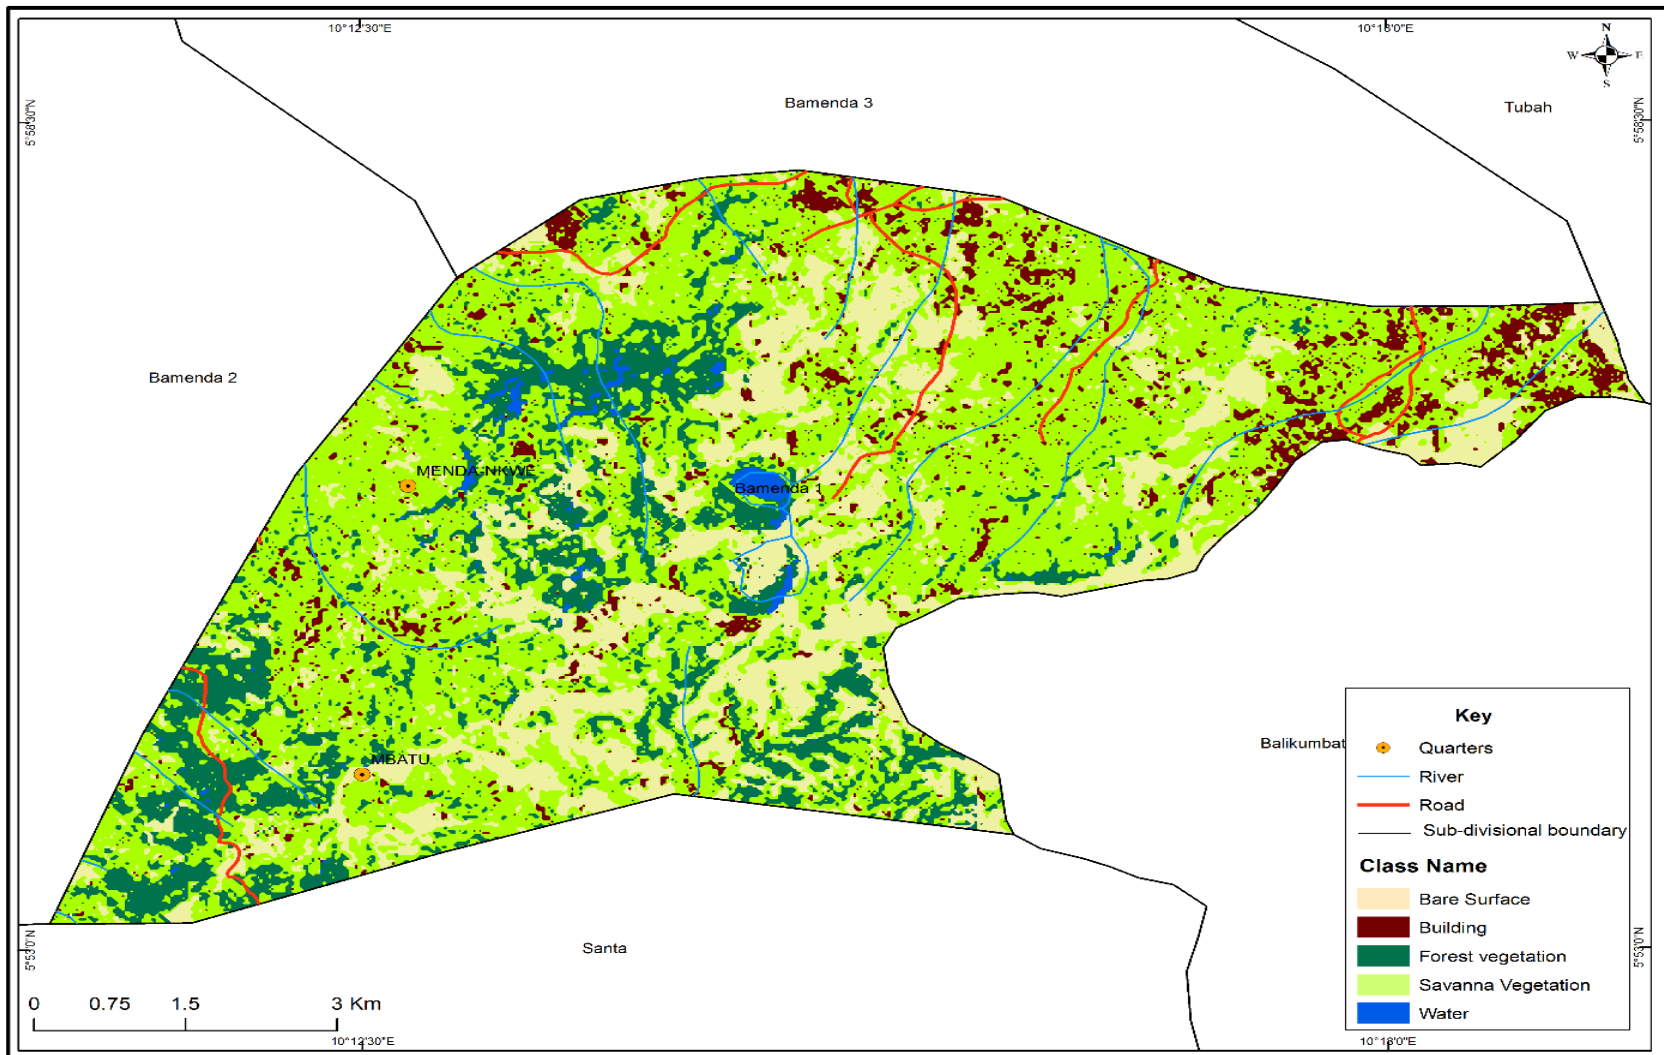 10°12'30"E
10°18'0"E
N
W
E
S
5°58'30"N
5°58'30"N
Bamenda 3
Tubah
Bamenda 2
MENDA-NKWE
Bamenda 1
MBATU
Balikumbat
Santa
Key
Quarters
River
Road
Sub-divisional boundary
Class Name
Bare Surface
Building
Forest vegetation
Savanna Vegetation
Water
5°53'0"N
5°53'0"N
0 0.75 1.5 3 Km
10°12'30"E
10°18'0"E